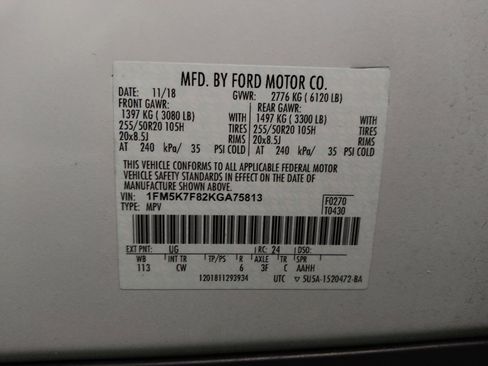 MFD. BY FORD MOTOR CO.
DATE: 11/18 GVWR: 2776 KG ( 6120 LB)
FRONT GAWR: REAR GAWR:
1397 KG ( 3080 LB) WITH 1497 KG ( 3300 LB) WITH
255/50R20 105H TIRES 255/50R20 105H TIRES
20x8.5J RIMS 20x8.5J RIMS
AT 240 kPa/ 35 PSI COLD AT 240 kPa/ 35 PSI COLD
THIS VEHICLE CONFORMS TO ALL APPLICABLE FEDERAL MOTOR
VEHICLE SAFETY STANDARDS IN EFFECT ON THE DATE OF
MANUFACTURE SHOWN ABOVE.
VIN: 1FM5K7F82KGA75813 F0270
TYPE: MPV T0430
EXT PNT: UG RC: 24 DSO:
WB INT TR TP/PS R AXLE TR SPR
113 CW 6 3F C AAHH
1201811293934 UTC ▽ 5U5A-1520472-BA